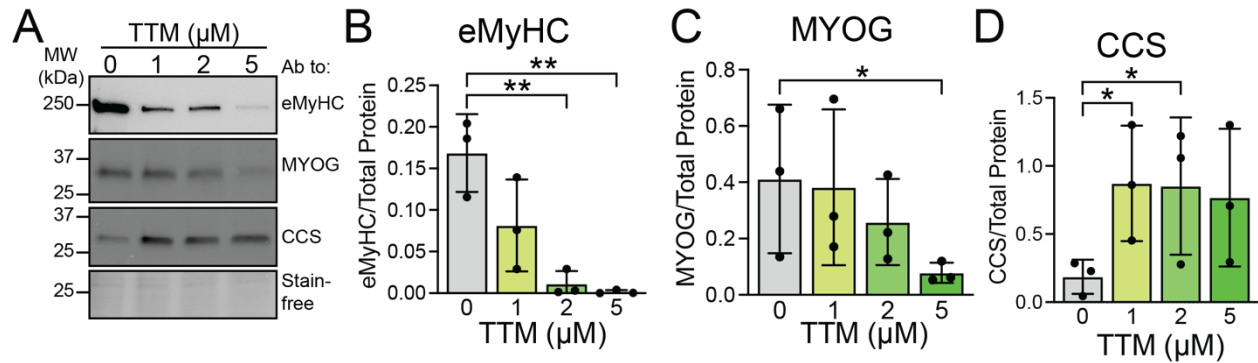 A
TTM (µM)
MW
(kDa)
0 1 2 5 Ab to:
250 eMyHC
37
25
MYOG
37
25
CCS
25
Stain-
free
B
eMyHC
**
**
eMyHC/Total Protein
0.20
0.15
0.10
0.05
0.00
0 1 2 5
TTM (µM)
C
MYOG
*
MYOG/Total Protein
0.8
0.6
0.4
0.2
0.0
0 1 2 5
TTM (µM)
D
CCS
*
*
CCS/Total Protein
1.5
1.0
0.5
0.0
0 1 2 5
TTM (µM)